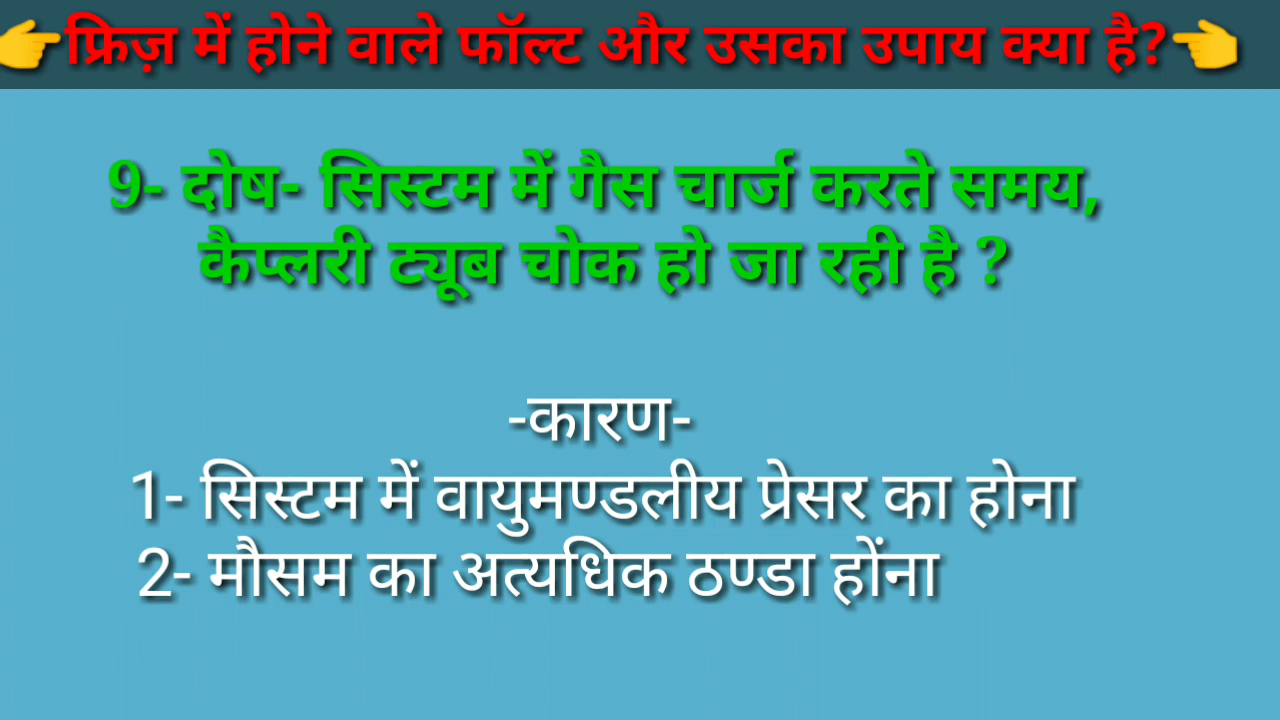 👉फ्रिज़ में होने वाले फॉल्ट और उसका उपाय क्या है?👈
9- दोष- सिस्टम में गैस चार्ज करते समय,
कैप्लरी ट्यूब चोक हो जा रही है ?
-कारण-
1- सिस्टम में वायुमण्डलीय प्रेसर का होना
2- मौसम का अत्यधिक ठण्डा होंना